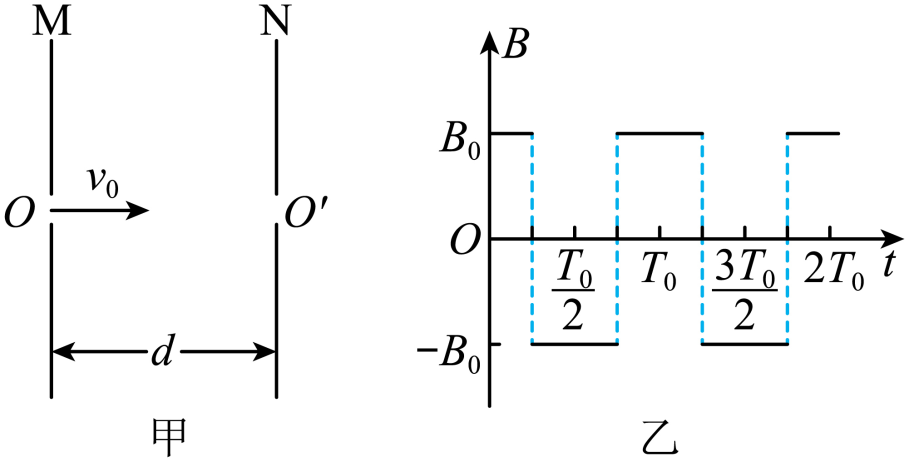 M N
O v₀ O′
d
甲
B
B₀
O T₀/2 T₀ 3T₀/2 2T₀ t
−B₀
乙